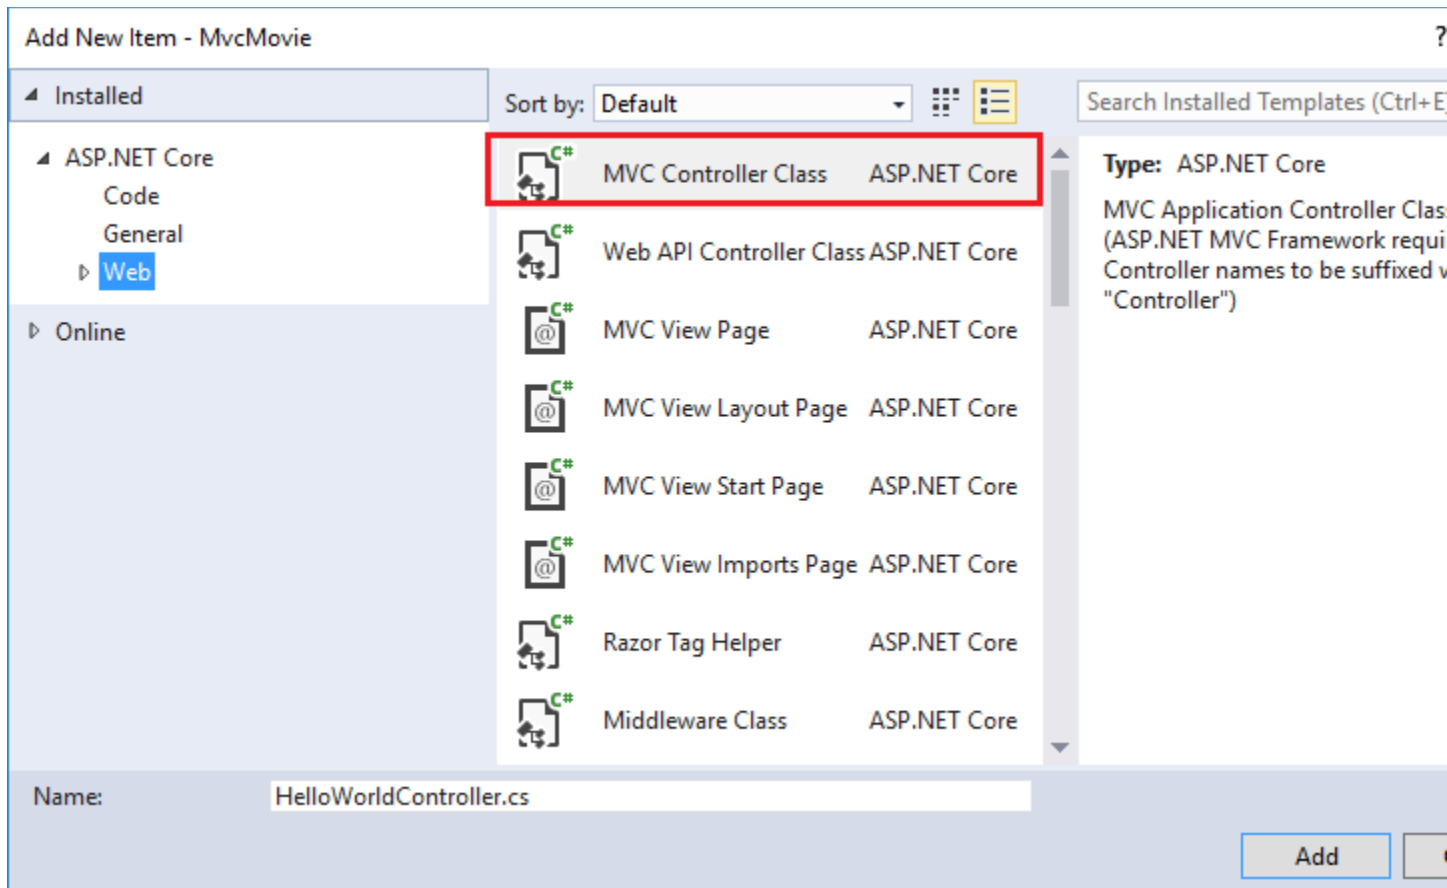 Add New Item - MvcMovie
?
Installed
Sort by: Default
Search Installed Templates (Ctrl+E)
ASP.NET Core
Code
General
Web
Online
C#
MVC Controller Class ASP.NET Core
C#
Web API Controller Class ASP.NET Core
C#
MVC View Page ASP.NET Core
C#
MVC View Layout Page ASP.NET Core
C#
MVC View Start Page ASP.NET Core
C#
MVC View Imports Page ASP.NET Core
C#
Razor Tag Helper ASP.NET Core
C#
Middleware Class ASP.NET Core
Type: ASP.NET Core
MVC Application Controller Class
(ASP.NET MVC Framework
Controller names to be suffixed
"Controller")
Name: HelloWorldController.cs
Add